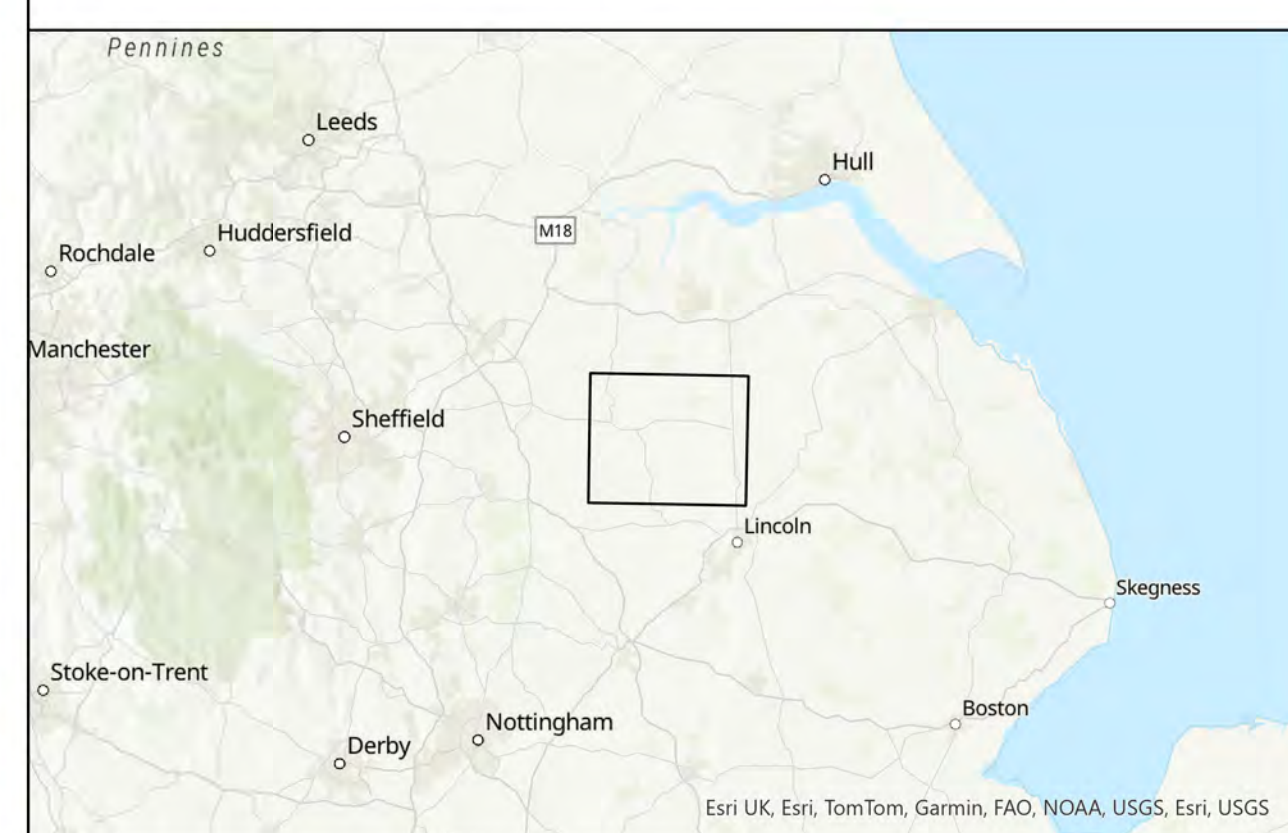 Pennines
Leeds
Hull
Huddersfield
M18
Rochdale
Manchester
Sheffield
Lincoln
Skegness
Stoke-on-Trent
Boston
Nottingham
Derby
Esri UK, Esri, TomTom, Garmin, FAO, NOAA, USGS, Esri, USGS